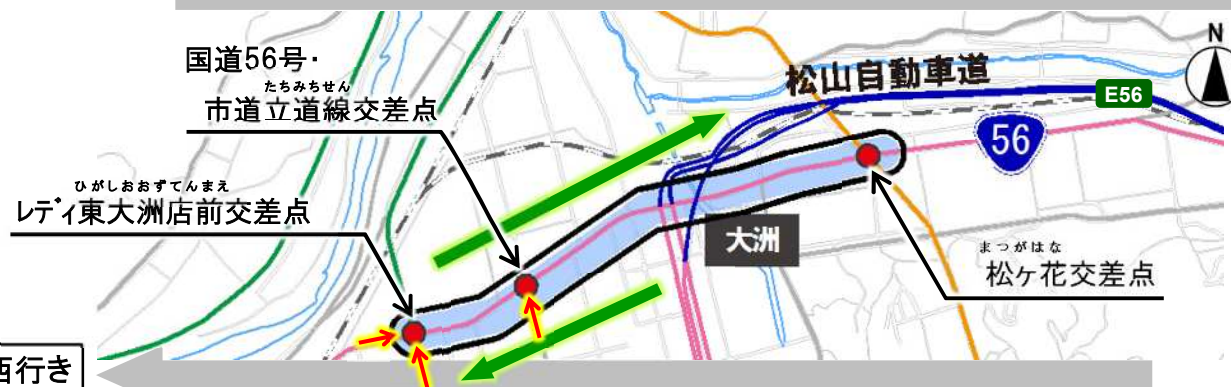 国道56号・
たちみちせん
市道立道線交差点
ひがしおおずてんまえ
レディ東大洲店前交差点
松山自動車道
E56
N
56
大洲
まつがはな
松ヶ花交差点
西行き